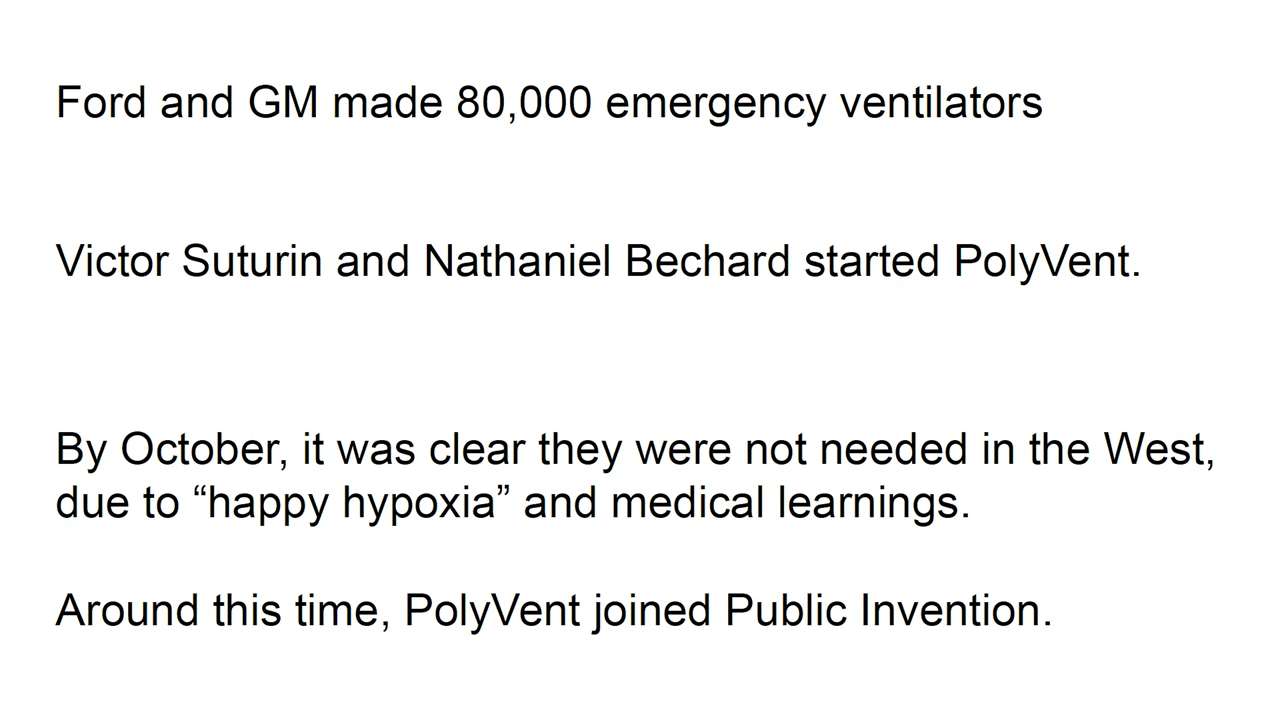 Ford and GM made 80,000 emergency ventilators
Victor Suturin and Nathaniel Bechard started PolyVent.
By October, it was clear they were not needed in the West,
due to “happy hypoxia” and medical learnings.
Around this time, PolyVent joined Public Invention.